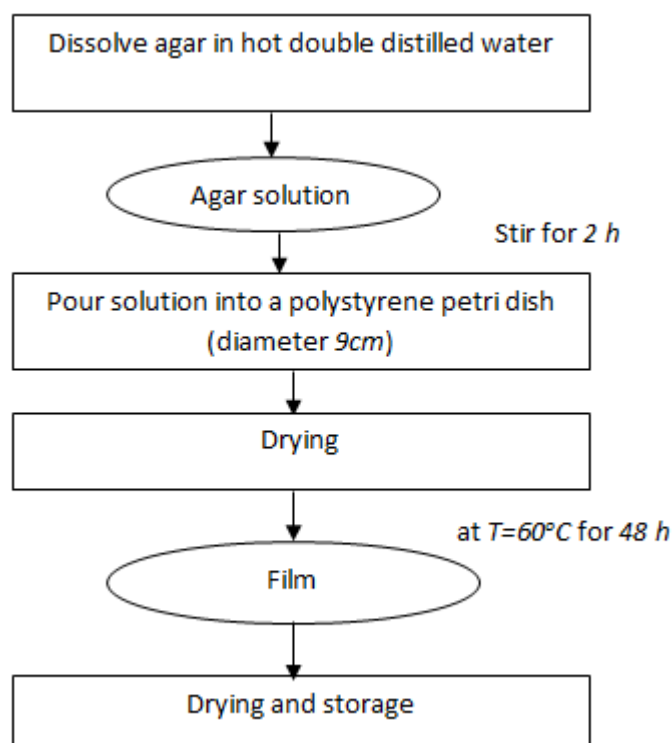 Dissolve agar in hot double distilled water
Agar solution
Stir for 2 h
Pour solution into a polystyrene petri dish
(diameter 9cm)
Drying
at T=60°C for 48 h
Film
Drying and storage